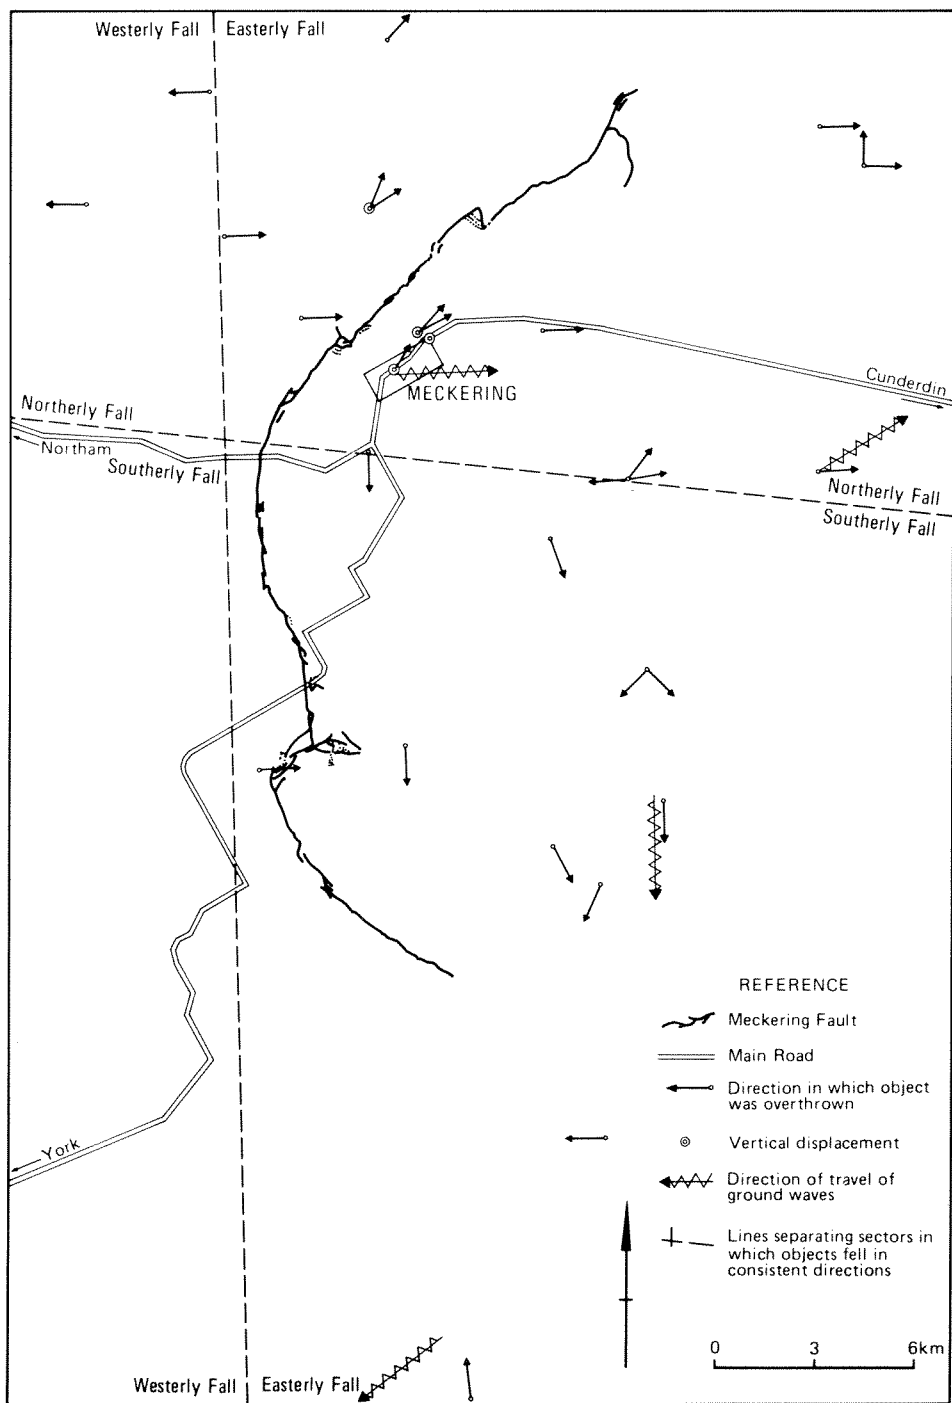 Westerly Fall
Easterly Fall
MECKERING
Cunderdin
Northerly Fall
Northam
Southerly Fall
Northerly Fall
Southerly Fall
REFERENCE
Meckering Fault
Main Road
Direction in which object
was overthrown
Vertical displacement
Direction of travel of
ground waves
Lines separating sectors in
which objects fell in
consistent directions
York
0 3 6km
Westerly Fall
Easterly Fall